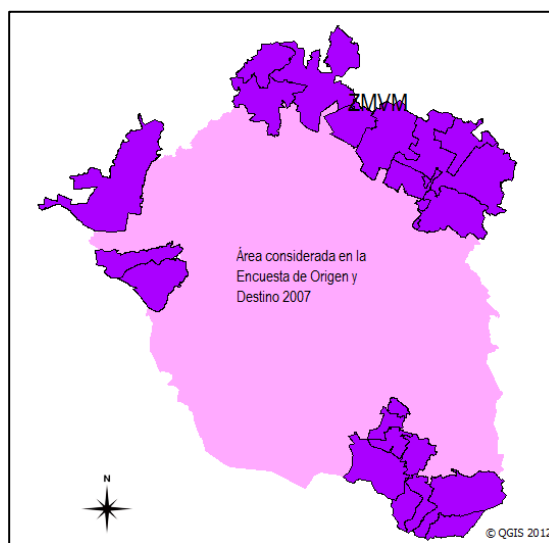 ZMVM
Área considerada en la
Encuesta de Origen y
Destino 2007
N
© QGIS 2012